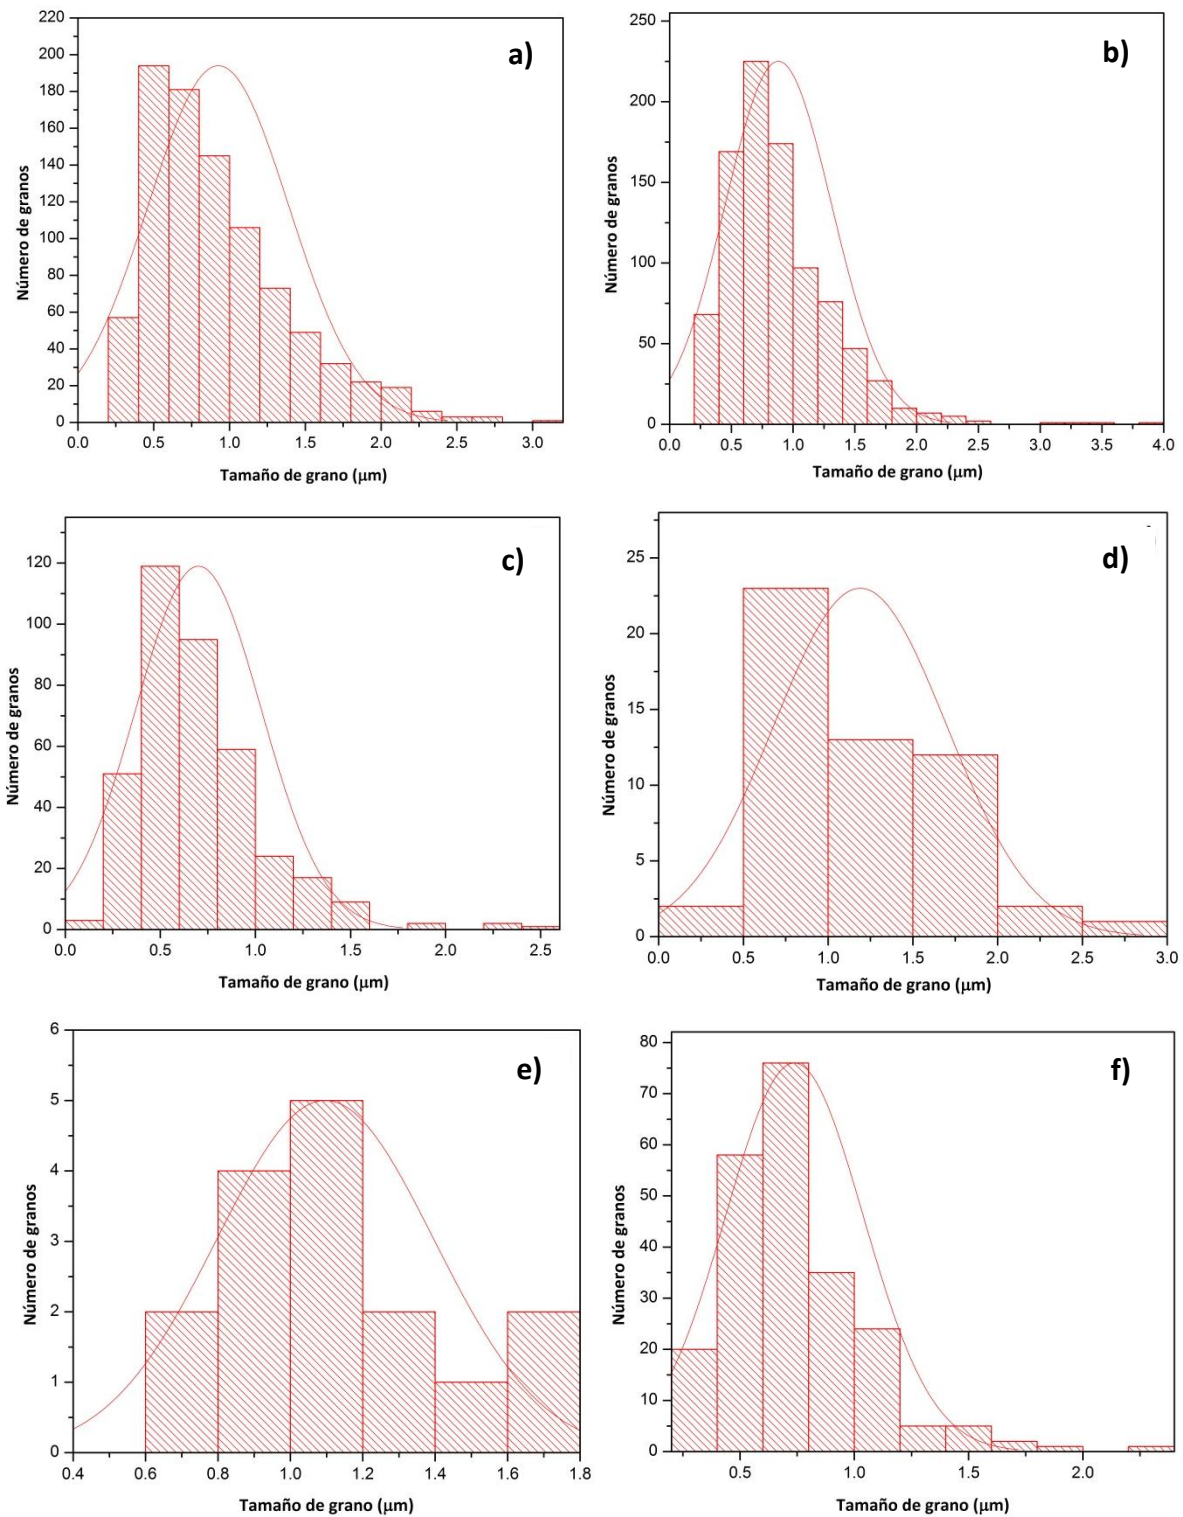 a)
220
200
180
160
140
120
100
80
60
40
20
0
Número de granos
0.0 0.5 1.0 1.5 2.0 2.5 3.0
Tamaño de grano (μm)
b)
250
200
150
100
50
0
Número de granos
0.0 0.5 1.0 1.5 2.0 2.5 3.0 3.5 4.0
Tamaño de grano (μm)
c)
120
100
80
60
40
20
0
Número de granos
0.0 0.5 1.0 1.5 2.0 2.5
Tamaño de grano (μm)
d)
25
20
15
10
5
0
Número de granos
0.0 0.5 1.0 1.5 2.0 2.5 3.0
Tamaño de grano (μm)
e)
6
5
4
3
2
1
0
Número de granos
0.4 0.6 0.8 1.0 1.2 1.4 1.6 1.8
Tamaño de grano (μm)
f)
80
70
60
50
40
30
20
10
0
Número de granos
0.5 1.0 1.5 2.0
Tamaño de grano (μm)